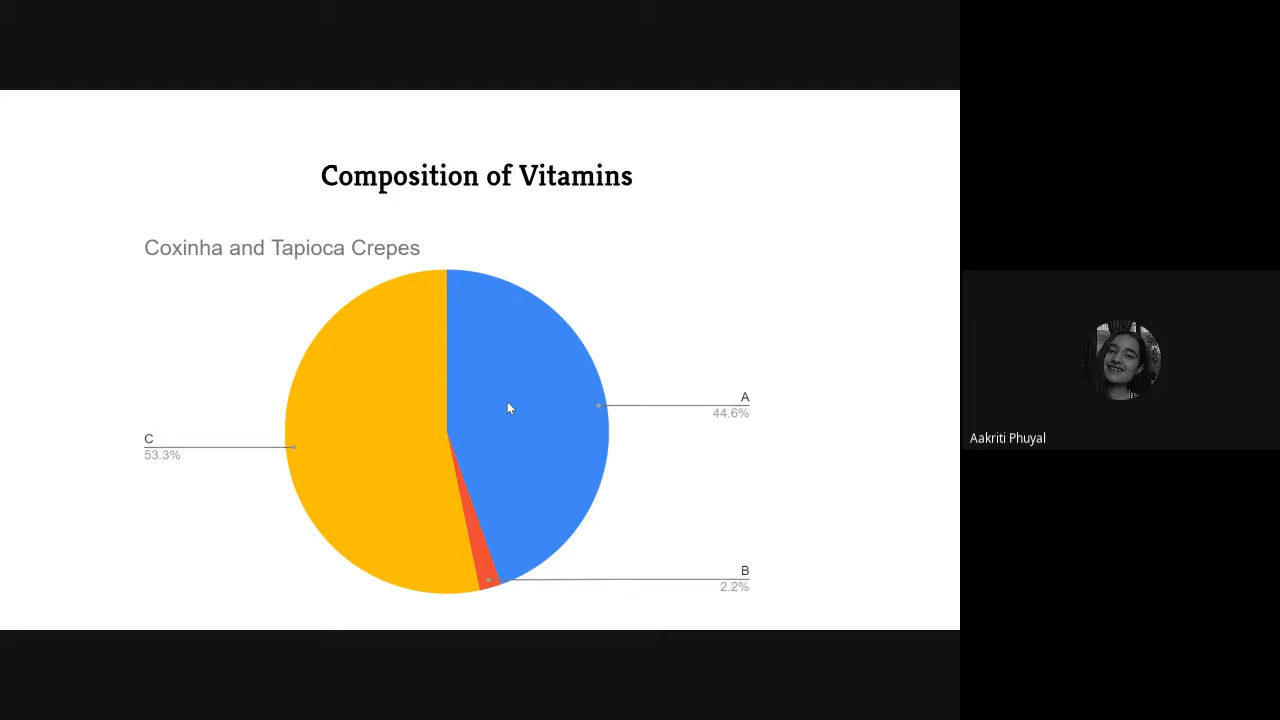 Composition of Vitamins
Coxinha and Tapioca Crepes
A
44.6%
C
53.3%
B
2.2%
Aakriti Phuyal